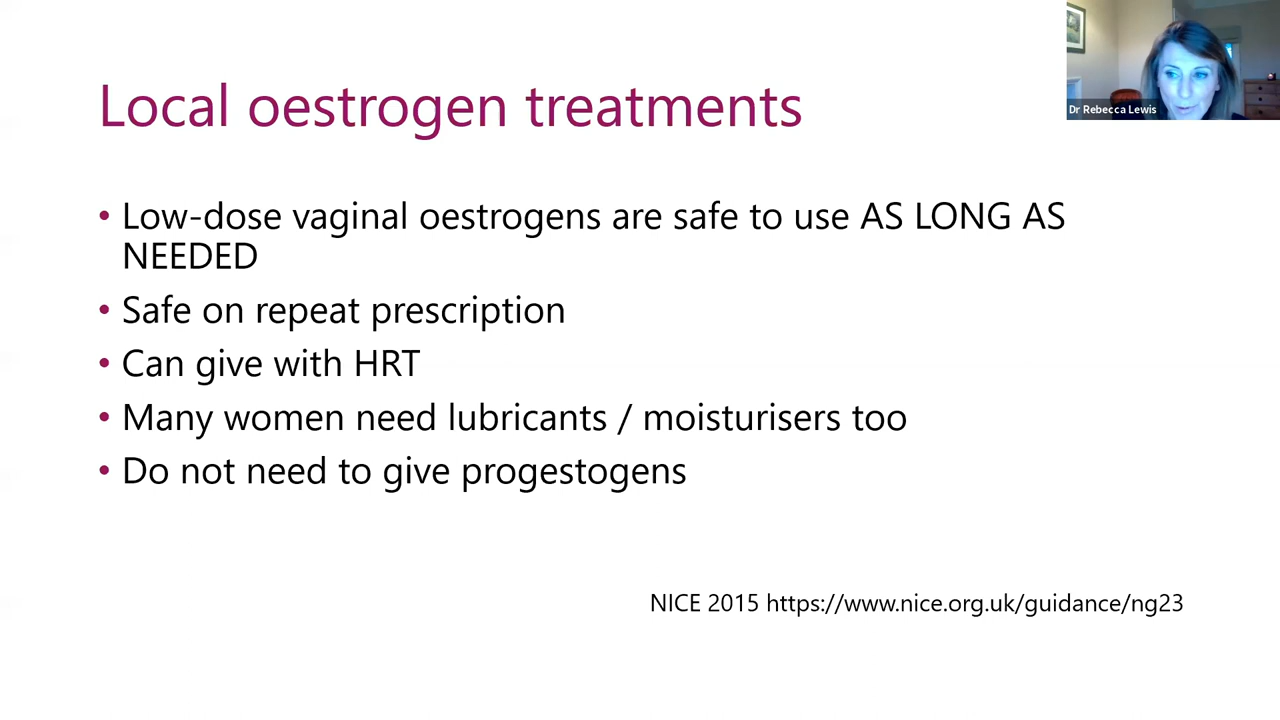 Local oestrogen treatments
Dr Rebecca Lewis
• Low-dose vaginal oestrogens are safe to use AS LONG AS
NEEDED
• Safe on repeat prescription
• Can give with HRT
• Many women need lubricants / moisturisers too
• Do not need to give progestogens
NICE 2015 https://www.nice.org.uk/guidance/ng23